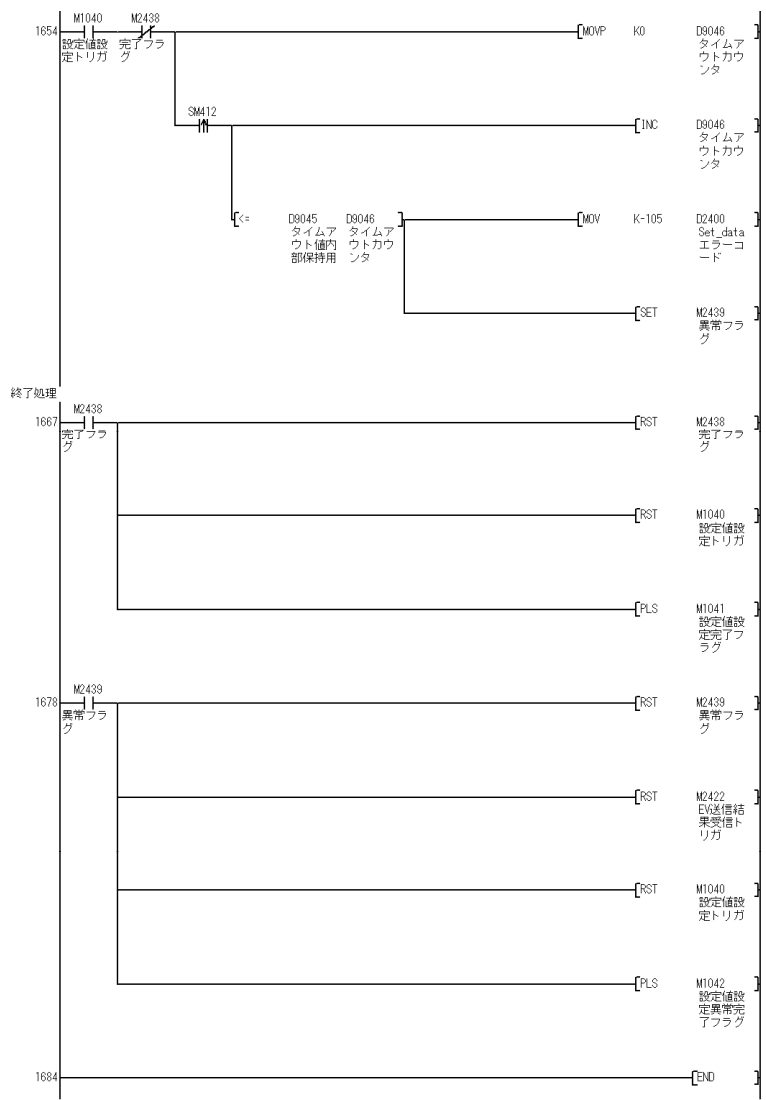 M1040 M2438
1654 MOVP K0 D9046
設定値設 完了フラ タイムア
定トリガ グ ウトカウ
ンタ
SM412
INC D9046
タイムア
ウトカウ
ンタ
<= D9045 D9046 MOV K-105 D2400
タイムア タイムア Set_data
ウト値内 ウトカウ エラーコ
部保持用 ンタ ード
SET M2439
異常フラ
グ
終了処理
M2438
1667 RST M2438
完了フラ 完了フラ
グ グ
RST M1040
設定値設
定トリガ
PLS M1041
設定値設
定完了フ
ラグ
M2439
1678 RST M2439
異常フラ 異常フラ
グ グ
RST M2422
EV送信結
果受信ト
リガ
RST M1040
設定値設
定トリガ
PLS M1042
設定値設
定異常完
了フラグ
1684 END